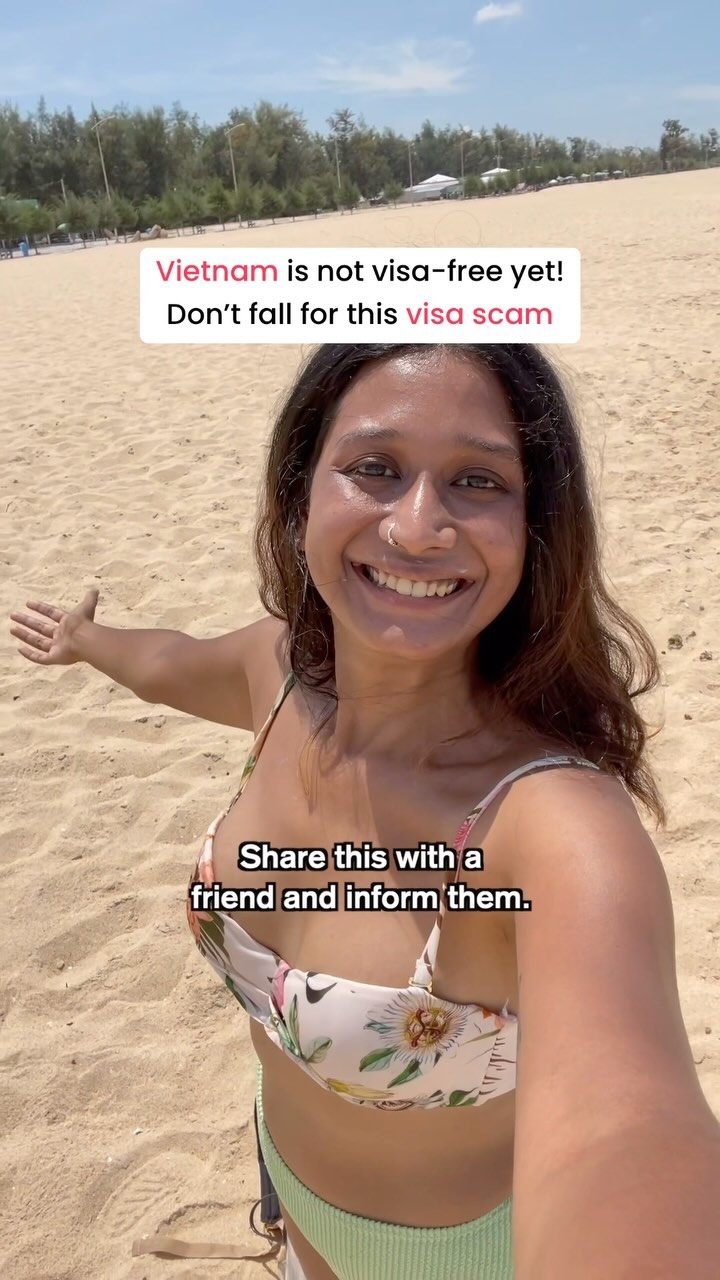 Vietnam is not visa-free yet!
Don’t fall for this visa scam
Share this with a
friend and inform them.